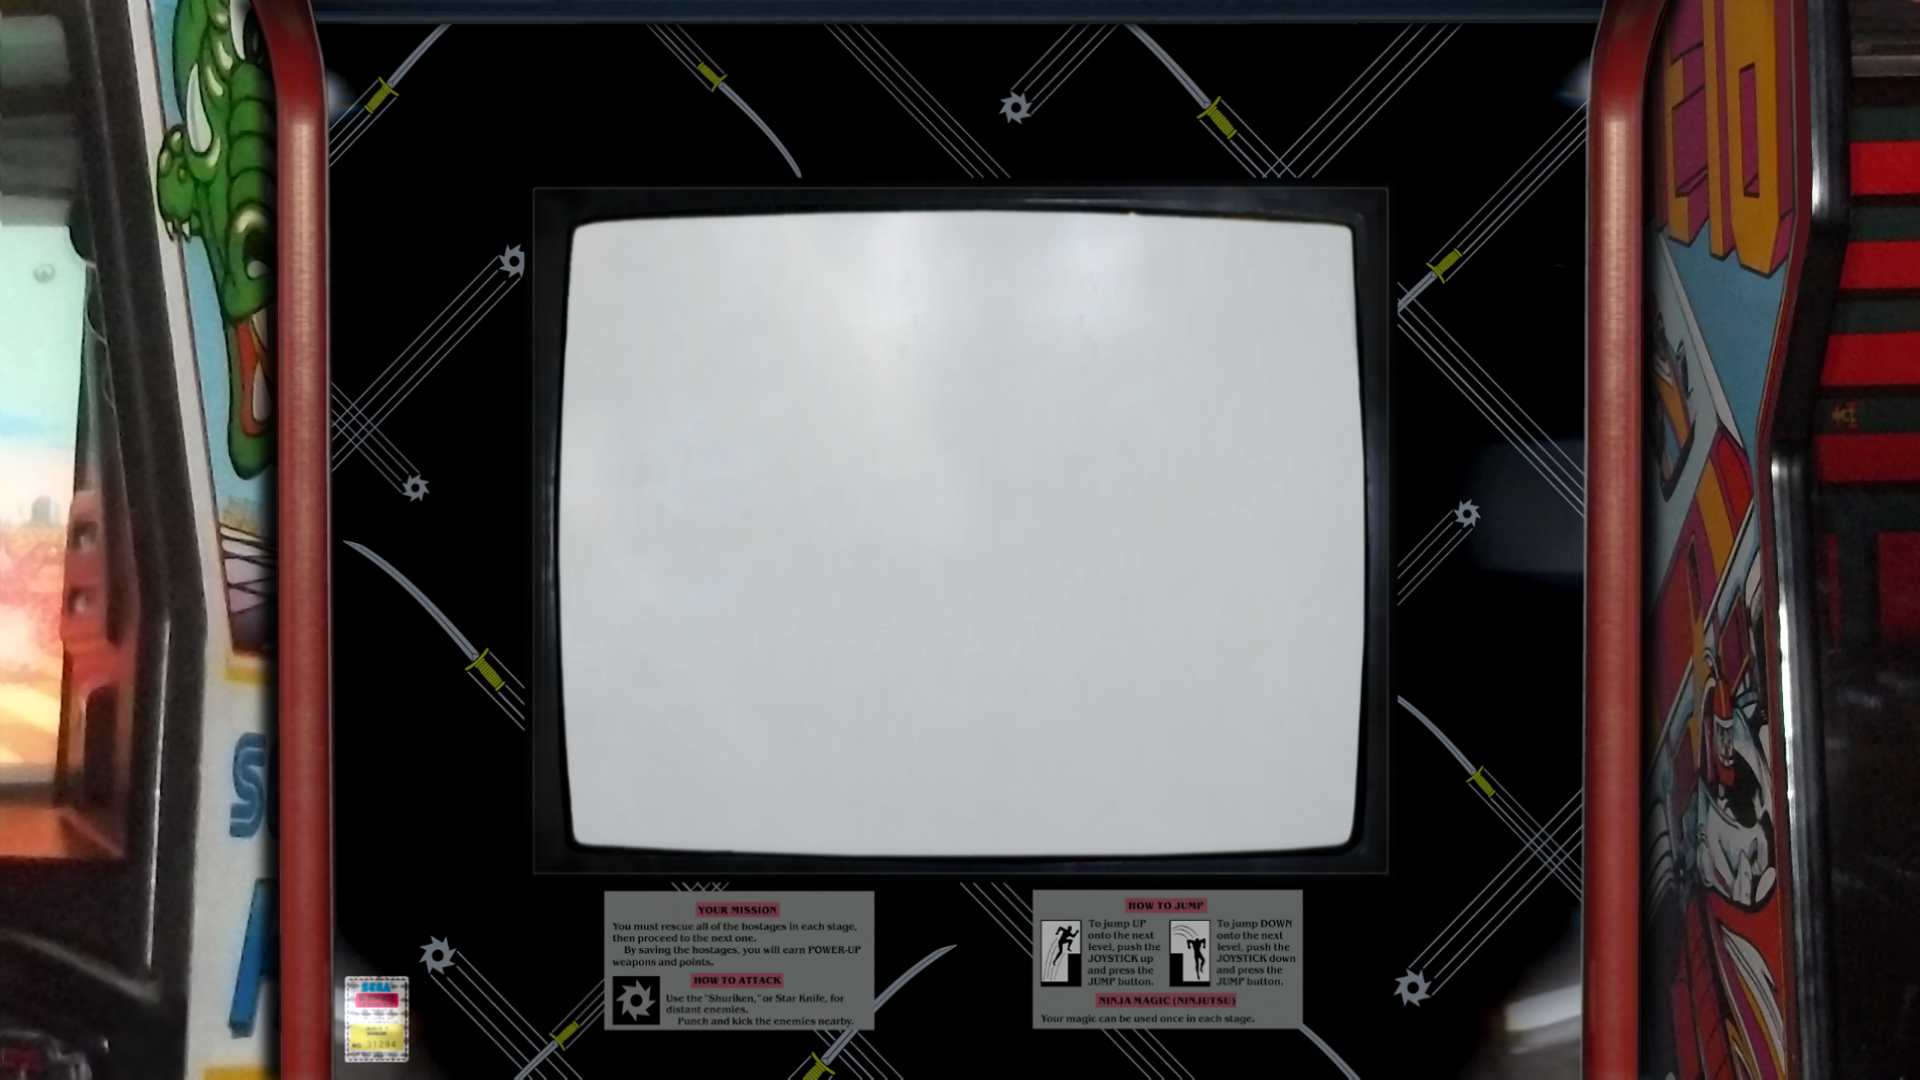 YOUR MISSION
You must rescue all of the hostages in each stage,
then proceed to the next one.
By saving the hostages, you will earn POWER-UP
weapons and points.
HOW TO ATTACK
Use the "Shuriken," or Star Knife, for
distant enemies.
Punch and kick the enemies nearby.
HOW TO JUMP
To jump UP
onto the next
level, push the
JOYSTICK up
and press the
JUMP button.
To jump DOWN
onto the next
level, push the
JOYSTICK down
and press the
JUMP button.
NINJA MAGIC (NINJUTSU)
Your magic can be used once in each stage.
SEGA
NO. 31294